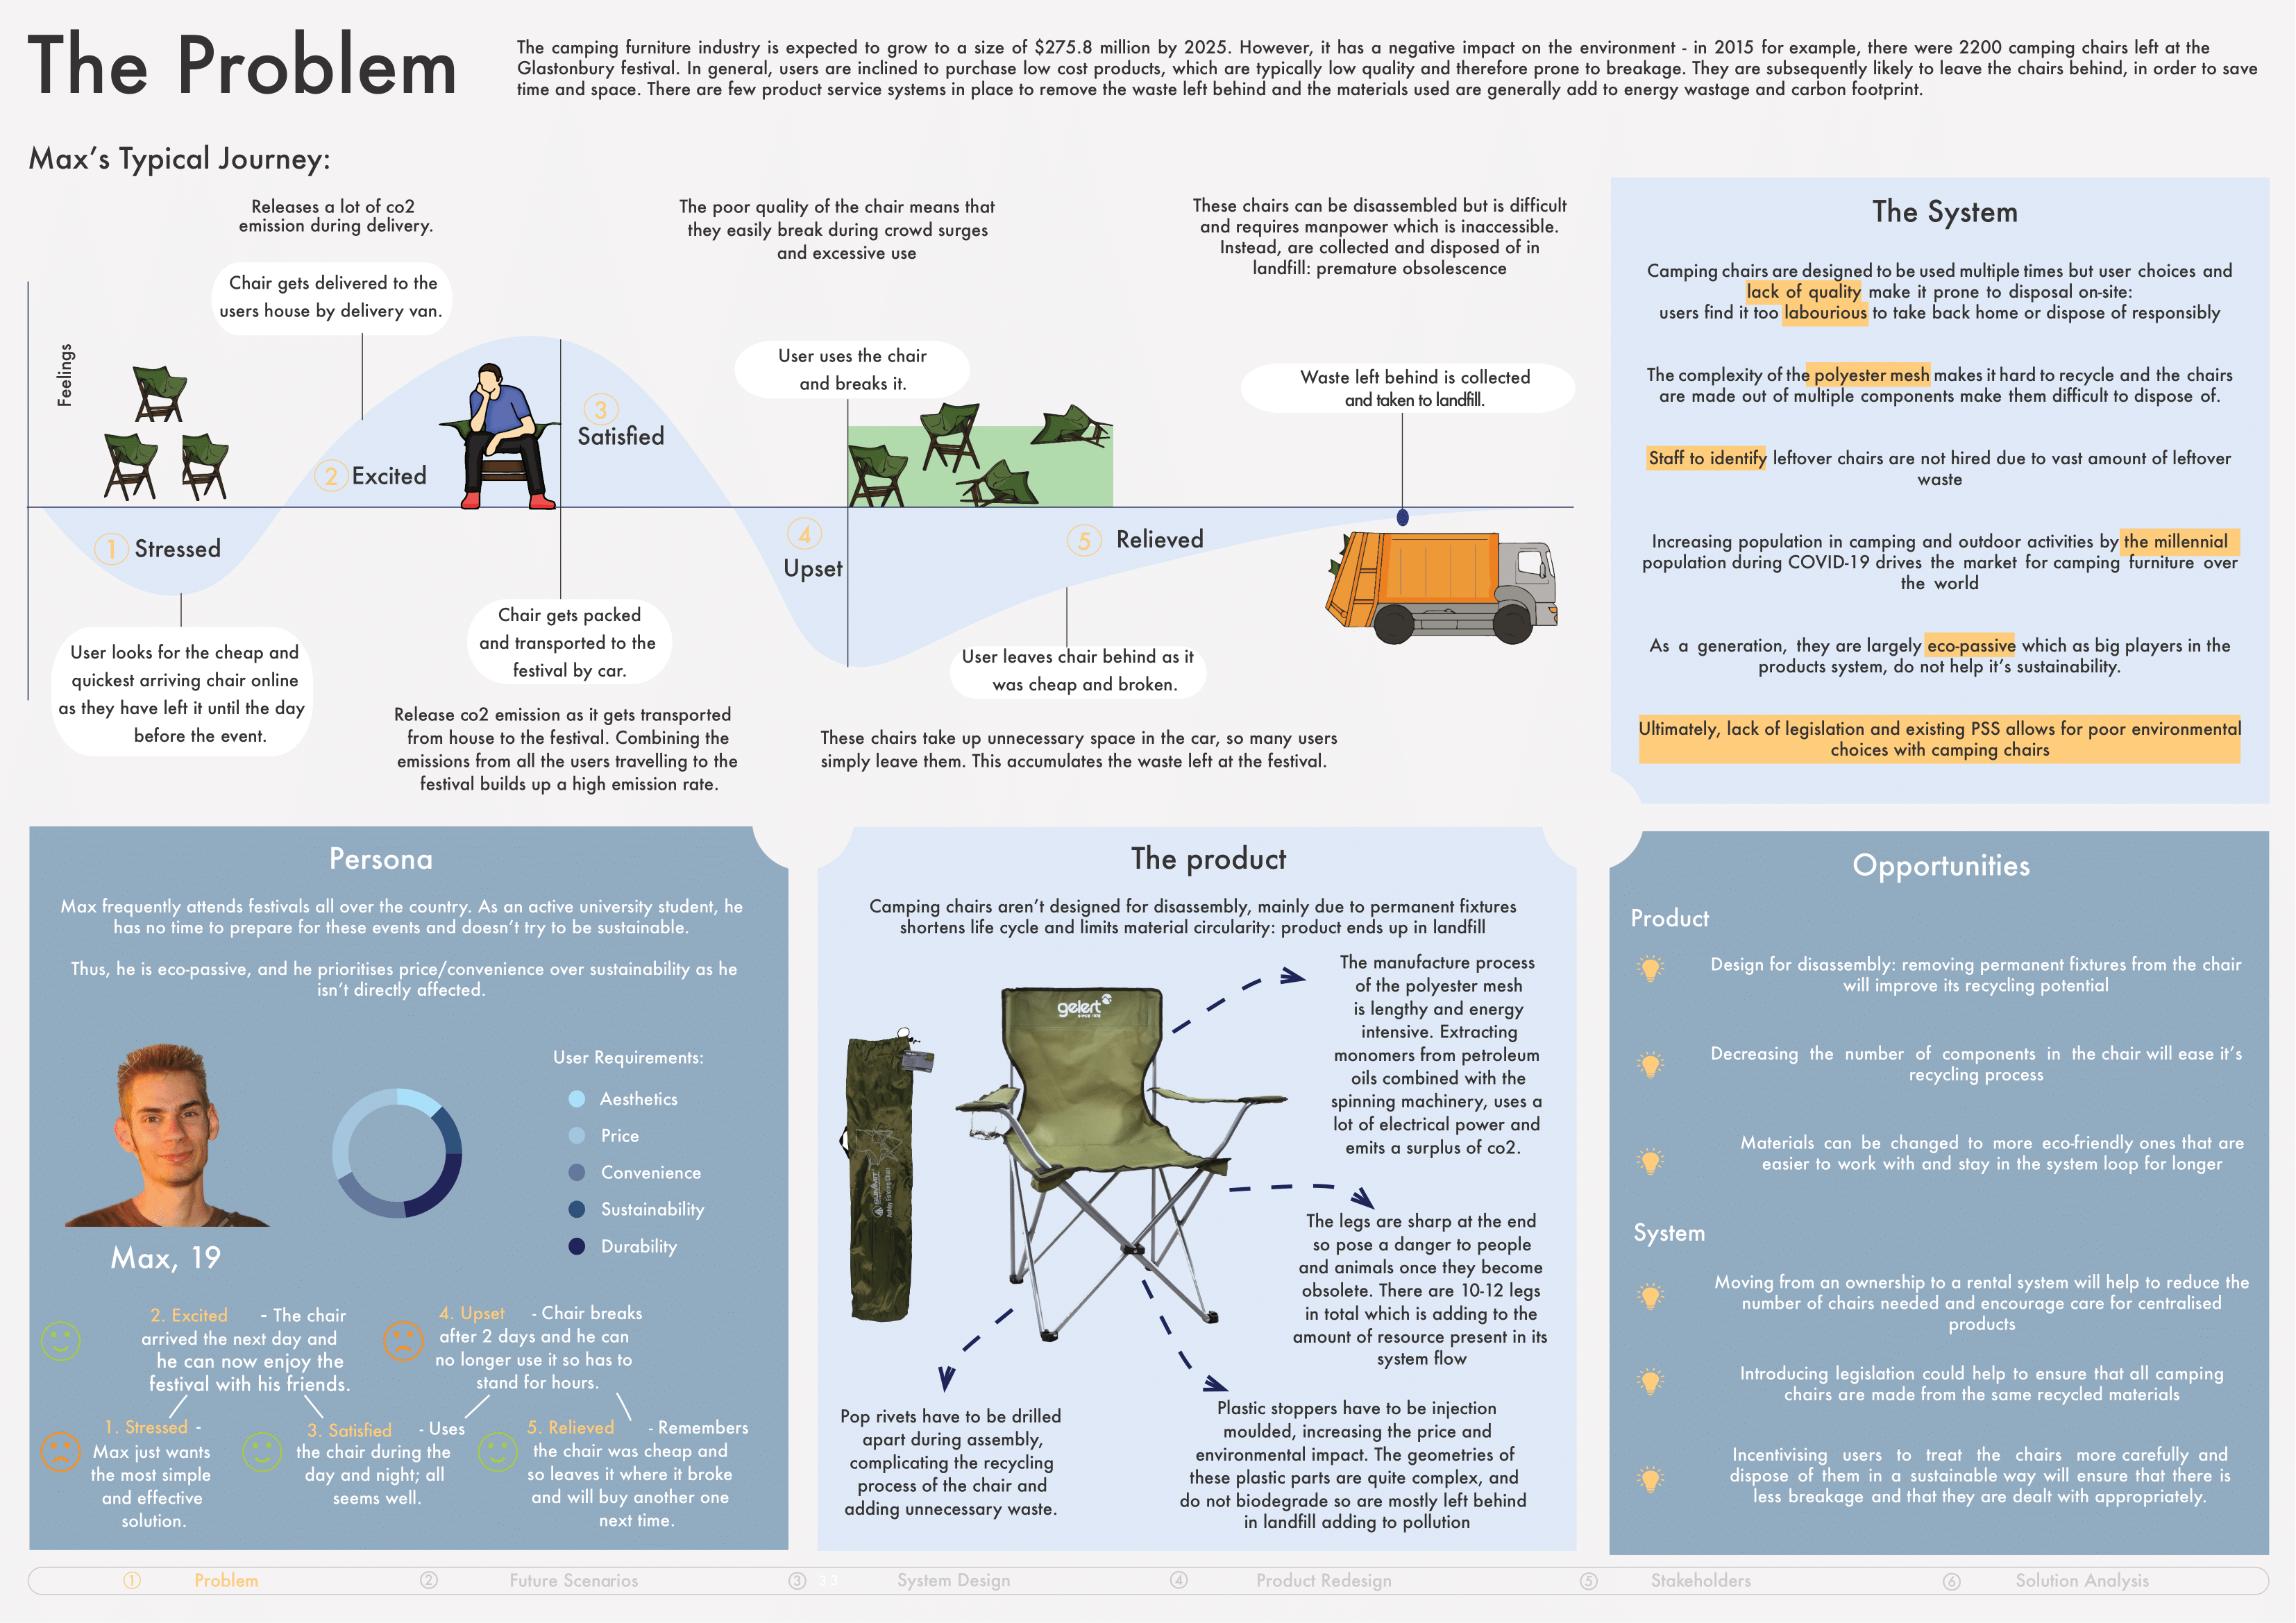 The Problem
The camping furniture industry is expected to grow to a size of $275.8 million by 2025. However, it has a negative impact on the environment - in 2015 for example, there were 2200 camping chairs left at the
Glastonbury festival. In general, users are inclined to purchase low cost products, which are typically low quality and therefore prone to breakage. They are subsequently likely to leave the chairs behind, in order to save
time and space. There are few product service systems in place to remove the waste left behind and the materials used are generally add to energy wastage and carbon footprint.
Max's Typical Journey:
Releases a lot of co2
emission during delivery.
The poor quality of the chair means that
they easily break during crowd surges
and excessive use
These chairs can be disassembled but is difficult
and requires manpower which is inaccessible.
Instead, are collected and disposed of in
landfill: premature obsolescence
Chair gets delivered to the
users house by delivery van.
User uses the chair
and breaks it.
Waste left behind is collected
and taken to landfill.
Feelings
1 Stressed
2 Excited
3
Satisfied
4
Upset
5 Relieved
User looks for the cheap and
quickest arriving chair online
as they have left it until the day
before the event.
Chair gets packed
and transported to the
festival by car.
User leaves chair behind as it
was cheap and broken.
Release co2 emission as it gets transported
from house to the festival. Combining the
emissions from all the users travelling to the
festival builds up a high emission rate.
These chairs take up unnecessary space in the car, so many users
simply leave them. This accumulates the waste left at the festival.
The System
Camping chairs are designed to be used multiple times but user choices and
lack of quality make it prone to disposal on-site:
users find it too labourious to take back home or dispose of responsibly
The complexity of the polyester mesh makes it hard to recycle and the chairs
are made out of multiple components make them difficult to dispose of.
Staff to identify leftover chairs are not hired due to vast amount of leftover
waste
Increasing population in camping and outdoor activities by the millennial
population during COVID-19 drives the market for camping furniture over
the world
As a generation, they are largely eco-passive which as big players in the
products system, do not help it's sustainability.
Ultimately, lack of legislation and existing PSS allows for poor environmental
choices with camping chairs
Persona
Max frequently attends festivals all over the country. As an active university student, he
has no time to prepare for these events and doesn't try to be sustainable.
Thus, he is eco-passive, and he prioritises price/convenience over sustainability as he
isn't directly affected.
User Requirements:
Aesthetics
Price
Convenience
Sustainability
Durability
Max, 19
2. Excited - The chair
arrived the next day and
he can now enjoy the
festival with his friends.
4. Upset - Chair breaks
after 2 days and he can
no longer use it so has to
stand for hours.
1. Stressed -
Max just wants
the most simple
and effective
solution.
3. Satisfied - Uses
the chair during the
day and night; all
seems well.
5. Relieved - Remembers
the chair was cheap and
so leaves it where it broke
and will buy another one
next time.
The product
Camping chairs aren't designed for disassembly, mainly due to permanent fixtures
shortens life cycle and limits material circularity: product ends up in landfill
gelert
The manufacture process
of the polyester mesh
is lengthy and energy
intensive. Extracting
monomers from petroleum
oils combined with the
spinning machinery, uses a
lot of electrical power and
emits a surplus of co2.
The legs are sharp at the end
so pose a danger to people
and animals once they become
obsolete. There are 10-12 legs
in total which is adding to the
amount of resource present in its
system flow
Pop rivets have to be drilled
apart during assembly,
complicating the recycling
process of the chair and
adding unnecessary waste.
Plastic stoppers have to be injection
moulded, increasing the price and
environmental impact. The geometries of
these plastic parts are quite complex, and
do not biodegrade so are mostly left behind
in landfill adding to pollution
Opportunities
Product
Design for disassembly: removing permanent fixtures from the chair
will improve its recycling potential
Decreasing the number of components in the chair will ease it's
recycling process
Materials can be changed to more eco-friendly ones that are
easier to work with and stay in the system loop for longer
System
Moving from an ownership to a rental system will help to reduce the
number of chairs needed and encourage care for centralised
products
Introducing legislation could help to ensure that all camping
chairs are made from the same recycled materials
Incentivising users to treat the chairs more carefully and
dispose of them in a sustainable way will ensure that there is
less breakage and that they are dealt with appropriately.
1 Problem 2 Future Scenarios 3 33 System Design 4 Product Redesign 5 Stakeholders 6 Solution Analysis